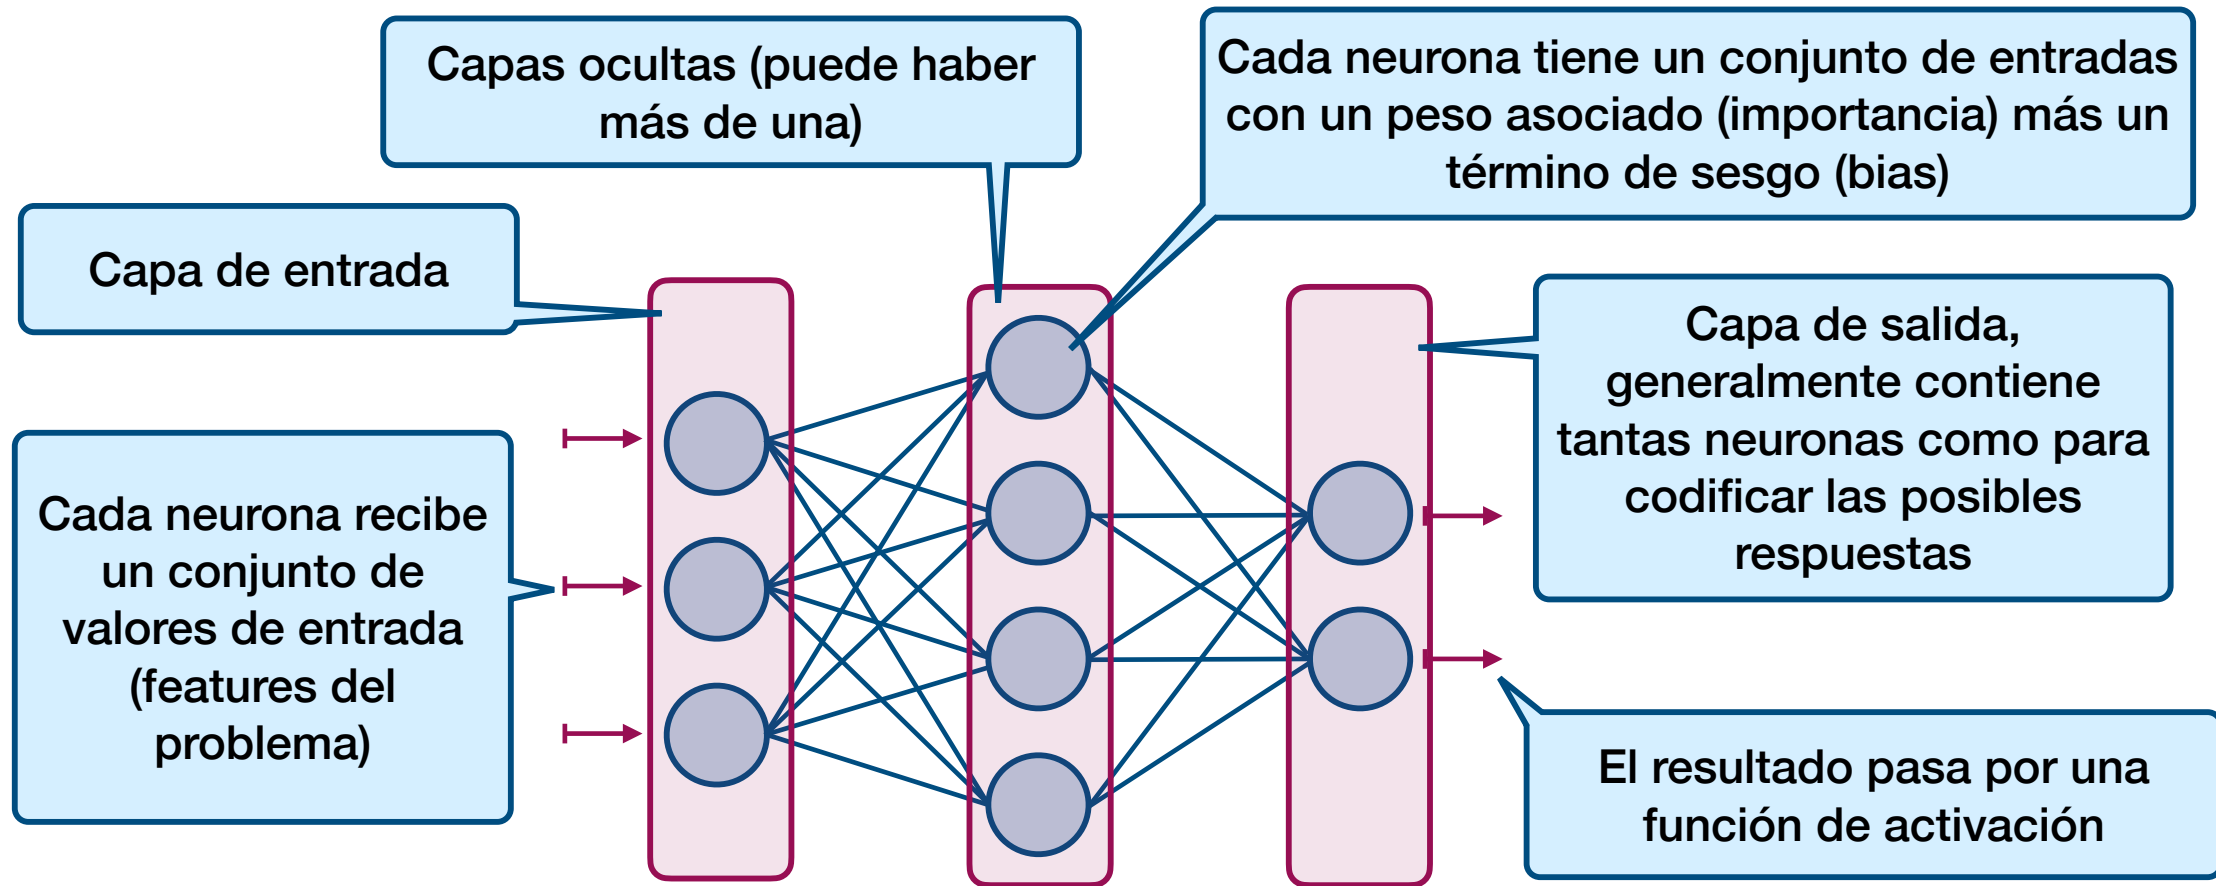 Capas ocultas (puede haber
más de una)
Cada neurona tiene un conjunto de entradas
con un peso asociado (importancia) más un
término de sesgo (bias)
Capa de entrada
Capa de salida,
generalmente contiene
tantas neuronas como para
codificar las posibles
respuestas
Cada neurona recibe
un conjunto de
valores de entrada
(features del
problema)
El resultado pasa por una
función de activación